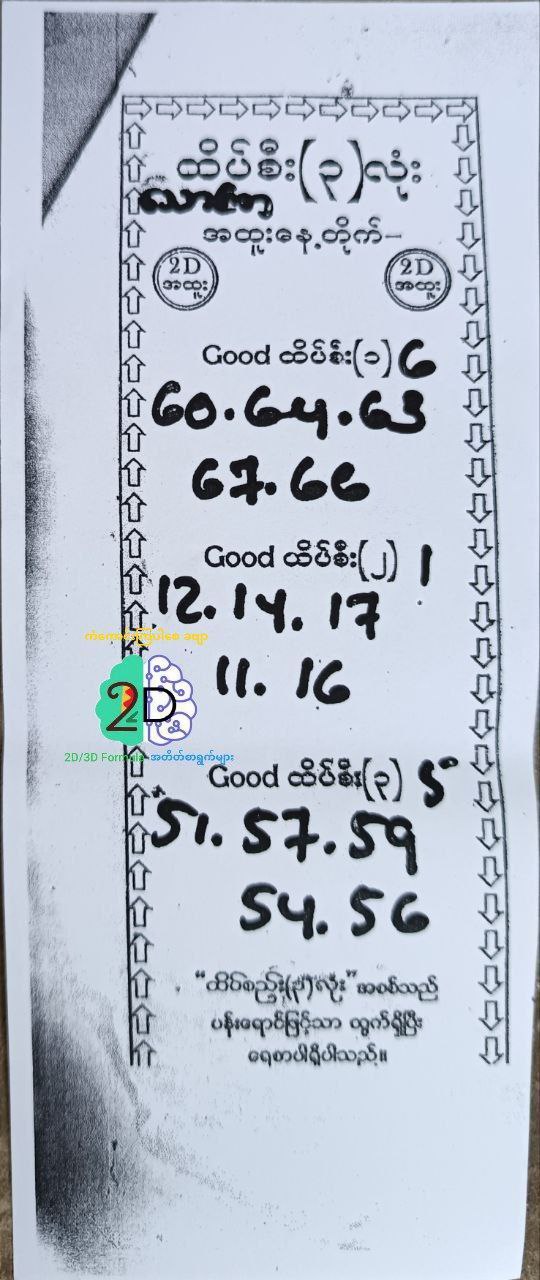 ထိပ်စီး(၃)လုံး
သောကြာ
အထူးနေ့တိုက်-
2D
အထူး
2D
အထူး
Good ထိပ်စီး(၁) 6
60.64.63
67.66
Good ထိပ်စီး(၂) 1
12.14.17
ကံကောင်းကြပါစေ ခဗျာ
11.16
2D
2D/3D Formula အတိတ်စာရွက်များ
Good ထိပ်စီး(၃) 5
51.57.59
54.56
“ထိပ်စည်း(၃)လုံး”အစစ်သည်
ပန်းရောင်ဖြင့်သာ ထွက်ရှိပြီး
ရေစာပါရှိပါသည်။